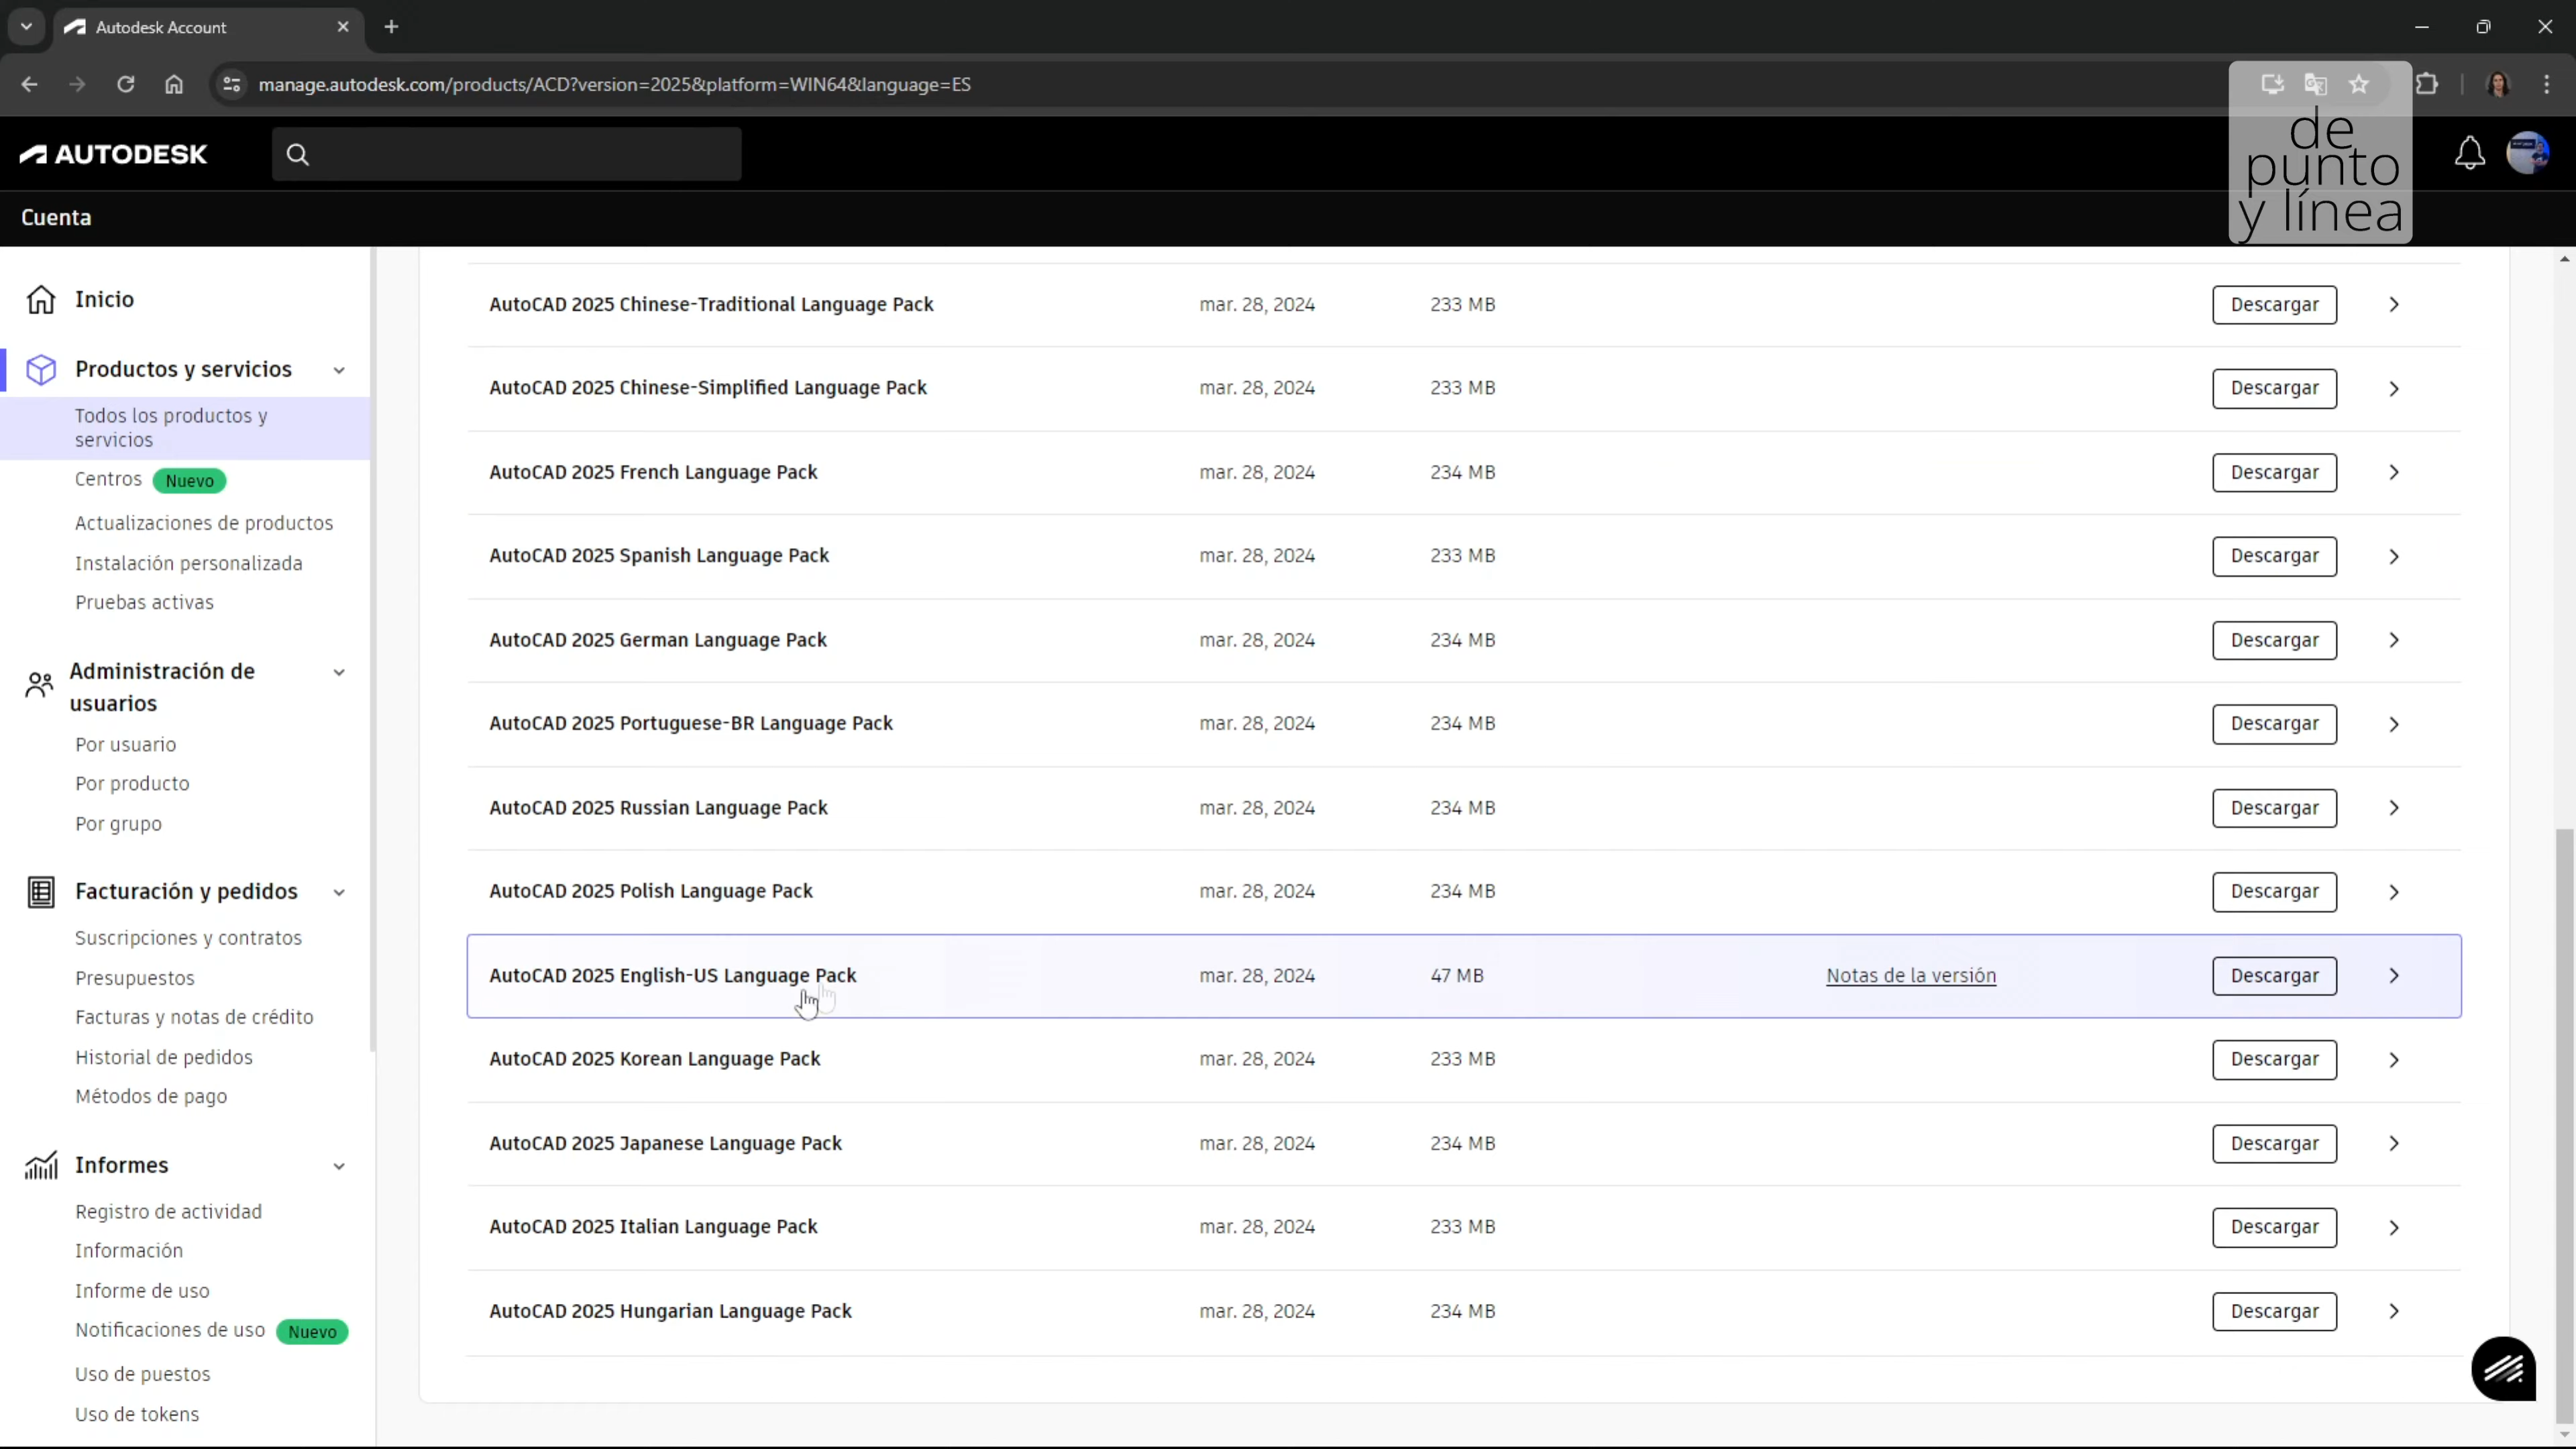 Autodesk Account
manage.autodesk.com/products/ACD?version=2025&platform=WIN64&language=ES
AUTODESK
de
punto
y línea
Cuenta
Inicio
Productos y servicios
Todos los productos y
servicios
Centros Nuevo
Actualizaciones de productos
Instalación personalizada
Pruebas activas
Administración de
usuarios
Por usuario
Por producto
Por grupo
Facturación y pedidos
Suscripciones y contratos
Presupuestos
Facturas y notas de crédito
Historial de pedidos
Métodos de pago
Informes
Registro de actividad
Información
Informe de uso
Notificaciones de uso Nuevo
Uso de puestos
Uso de tokens
AutoCAD 2025 Chinese-Traditional Language Pack mar. 28, 2024 233 MB Descargar
AutoCAD 2025 Chinese-Simplified Language Pack mar. 28, 2024 233 MB Descargar
AutoCAD 2025 French Language Pack mar. 28, 2024 234 MB Descargar
AutoCAD 2025 Spanish Language Pack mar. 28, 2024 233 MB Descargar
AutoCAD 2025 German Language Pack mar. 28, 2024 234 MB Descargar
AutoCAD 2025 Portuguese-BR Language Pack mar. 28, 2024 234 MB Descargar
AutoCAD 2025 Russian Language Pack mar. 28, 2024 234 MB Descargar
AutoCAD 2025 Polish Language Pack mar. 28, 2024 234 MB Descargar
AutoCAD 2025 English-US Language Pack mar. 28, 2024 47 MB Notas de la versión Descargar
AutoCAD 2025 Korean Language Pack mar. 28, 2024 233 MB Descargar
AutoCAD 2025 Japanese Language Pack mar. 28, 2024 234 MB Descargar
AutoCAD 2025 Italian Language Pack mar. 28, 2024 233 MB Descargar
AutoCAD 2025 Hungarian Language Pack mar. 28, 2024 234 MB Descargar